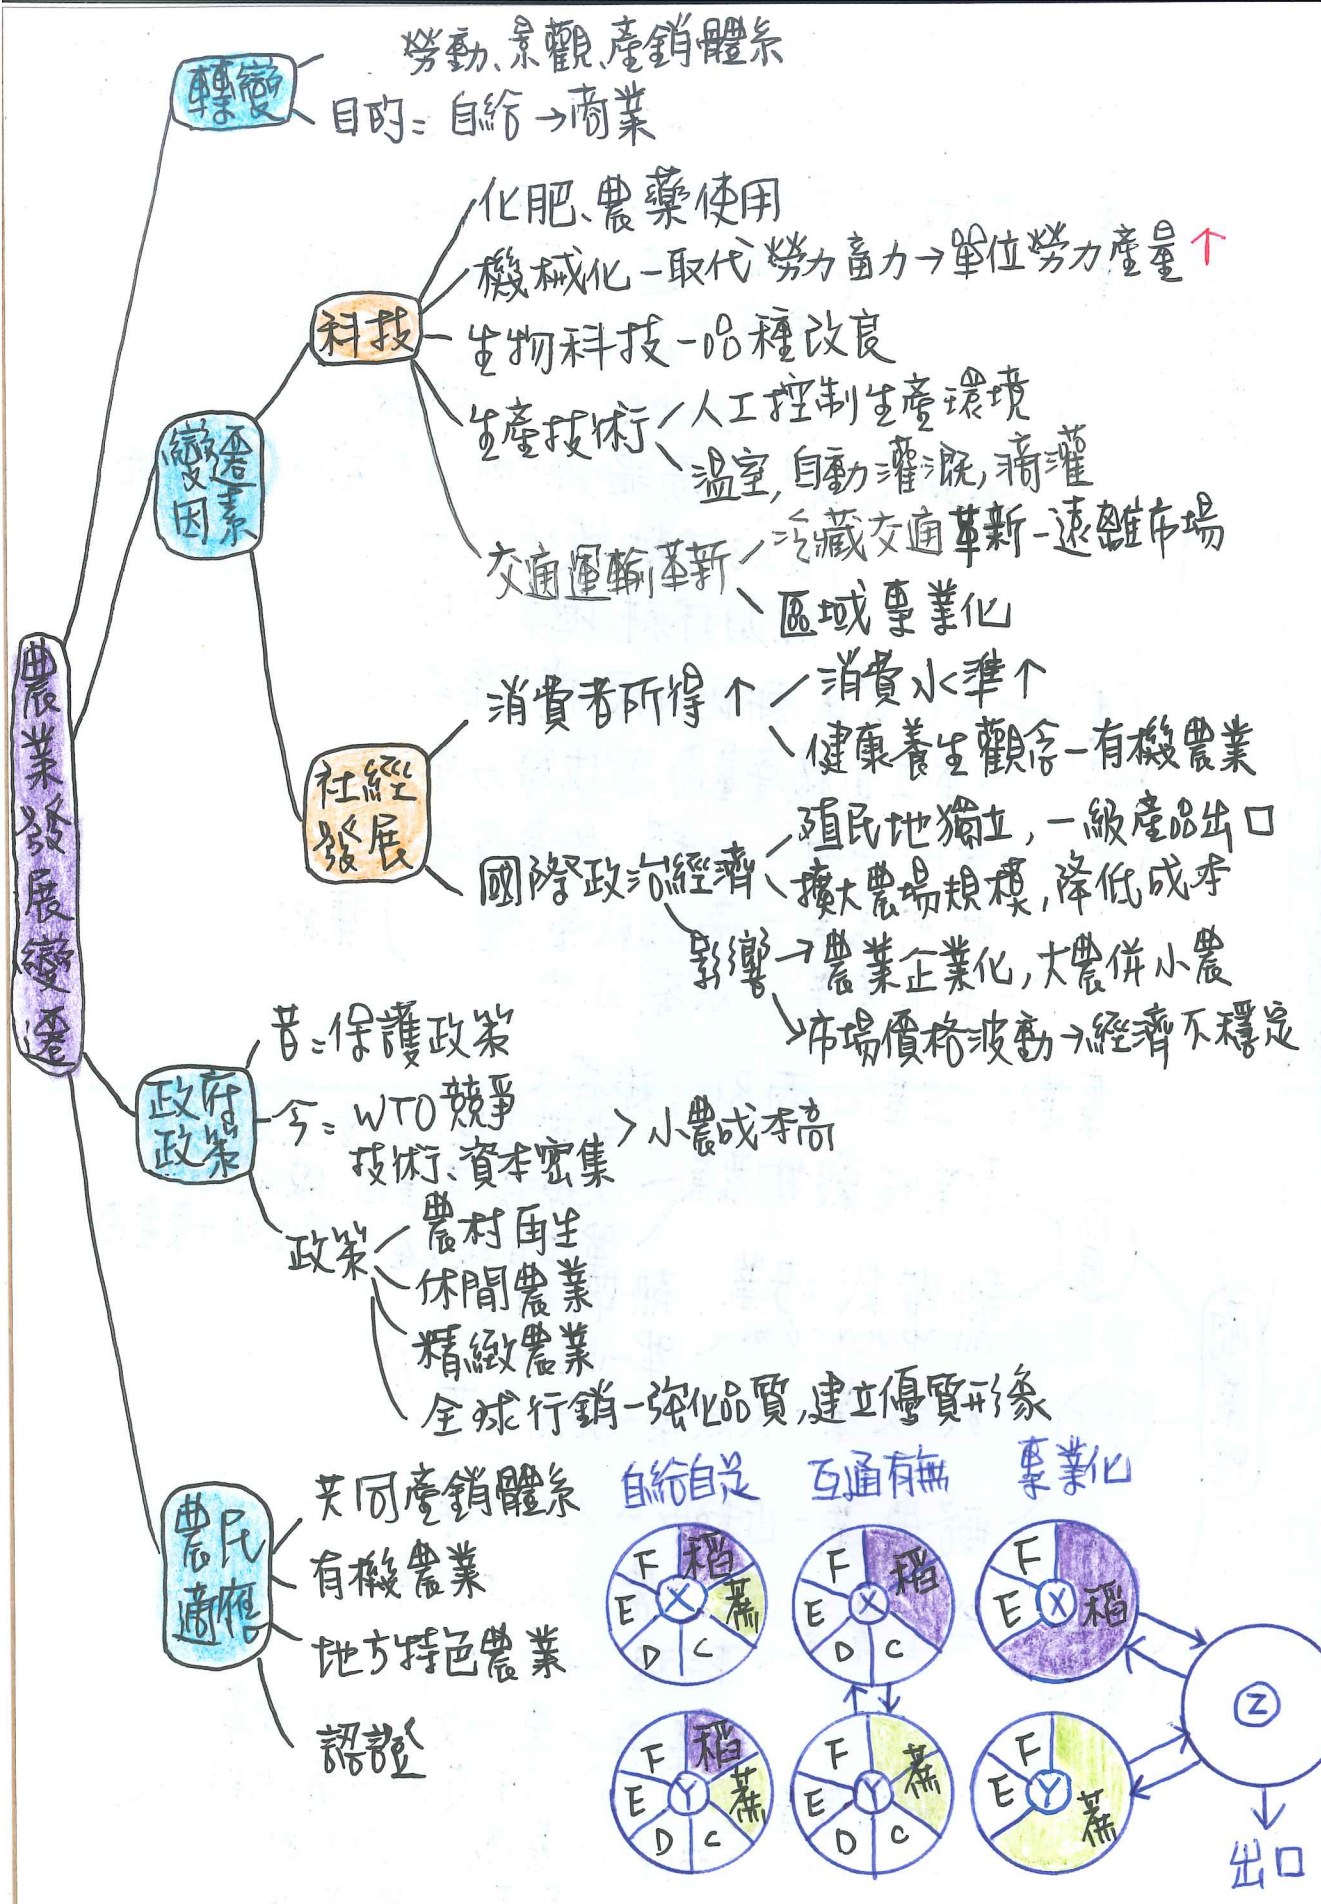 勞動、景觀、產銷體系
轉變
目的=自給→商業
化肥、農藥使用
機械化-取代勞力畜力→單位勞力產量↑
科技
生物科技-品種改良
生產技術
人工控制生產環境
溫室,自動灌溉,滴灌
變遷
因素
交通運輸革新
冷藏交通革新-遠離市場
區域專業化
農業發展變遷
消費者所得↑
消費水準↑
健康養生觀念-有機農業
社經
發展
國際政治經濟
殖民地獨立,一級產品出口
擴大農場規模,降低成本
影響→農業企業化,大農併小農
市場價格波動→經濟不穩定
昔=保護政策
政府
政策
今=WTO競爭
技術、資本密集
>小農成本高
政策
農村再生
休閒農業
精緻農業
全球行銷-強化品質,建立優質形象
農民
適應
共同產銷體系
有機農業
地方特色農業
認證
自給自足 互通有無 專業化
F 稻 F 稻 F
E X 蔗 E X E X 稻
D C D C
Z
F 稻 F 蔗 F
E Y 蔗 E Y E Y 蔗
D C D C
出口